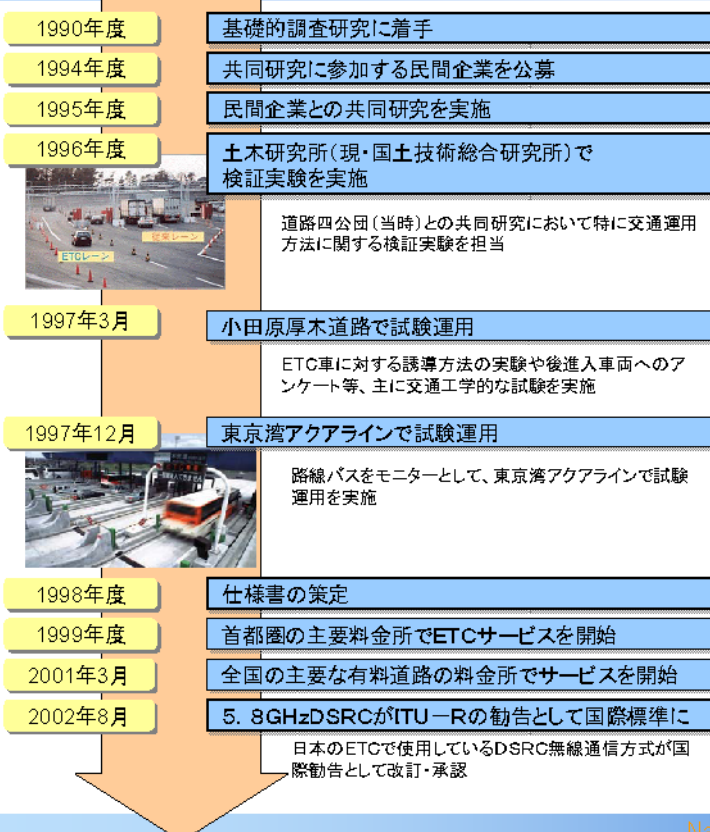 1990年度
基礎的調査研究に着手
1994年度
共同研究に参加する民間企業を公募
1995年度
民間企業との共同研究を実施
1996年度
土木研究所(現・国土技術総合研究所)で
検証実験を実施
従来レーン
ETCレーン
道路四公団(当時)との共同研究において特に交通運用
方法に関する検証実験を担当
1997年3月
小田原厚木道路で試験運用
ETC車に対する誘導方法の実験や後進入車両へのア
ンケート等、主に交通工学的な試験を実施
1997年12月
東京湾アクアラインで試験運用
路線バスをモニターとして、東京湾アクアラインで試験
運用を実施
1998年度
仕様書の策定
1999年度
首都圏の主要料金所でETCサービスを開始
2001年3月
全国の主要な有料道路の料金所でサービスを開始
2002年8月
5.8GHzDSRCがITU-Rの勧告として国際標準に
日本のETCで使用しているDSRC無線通信方式が国
際勧告として改訂・承認